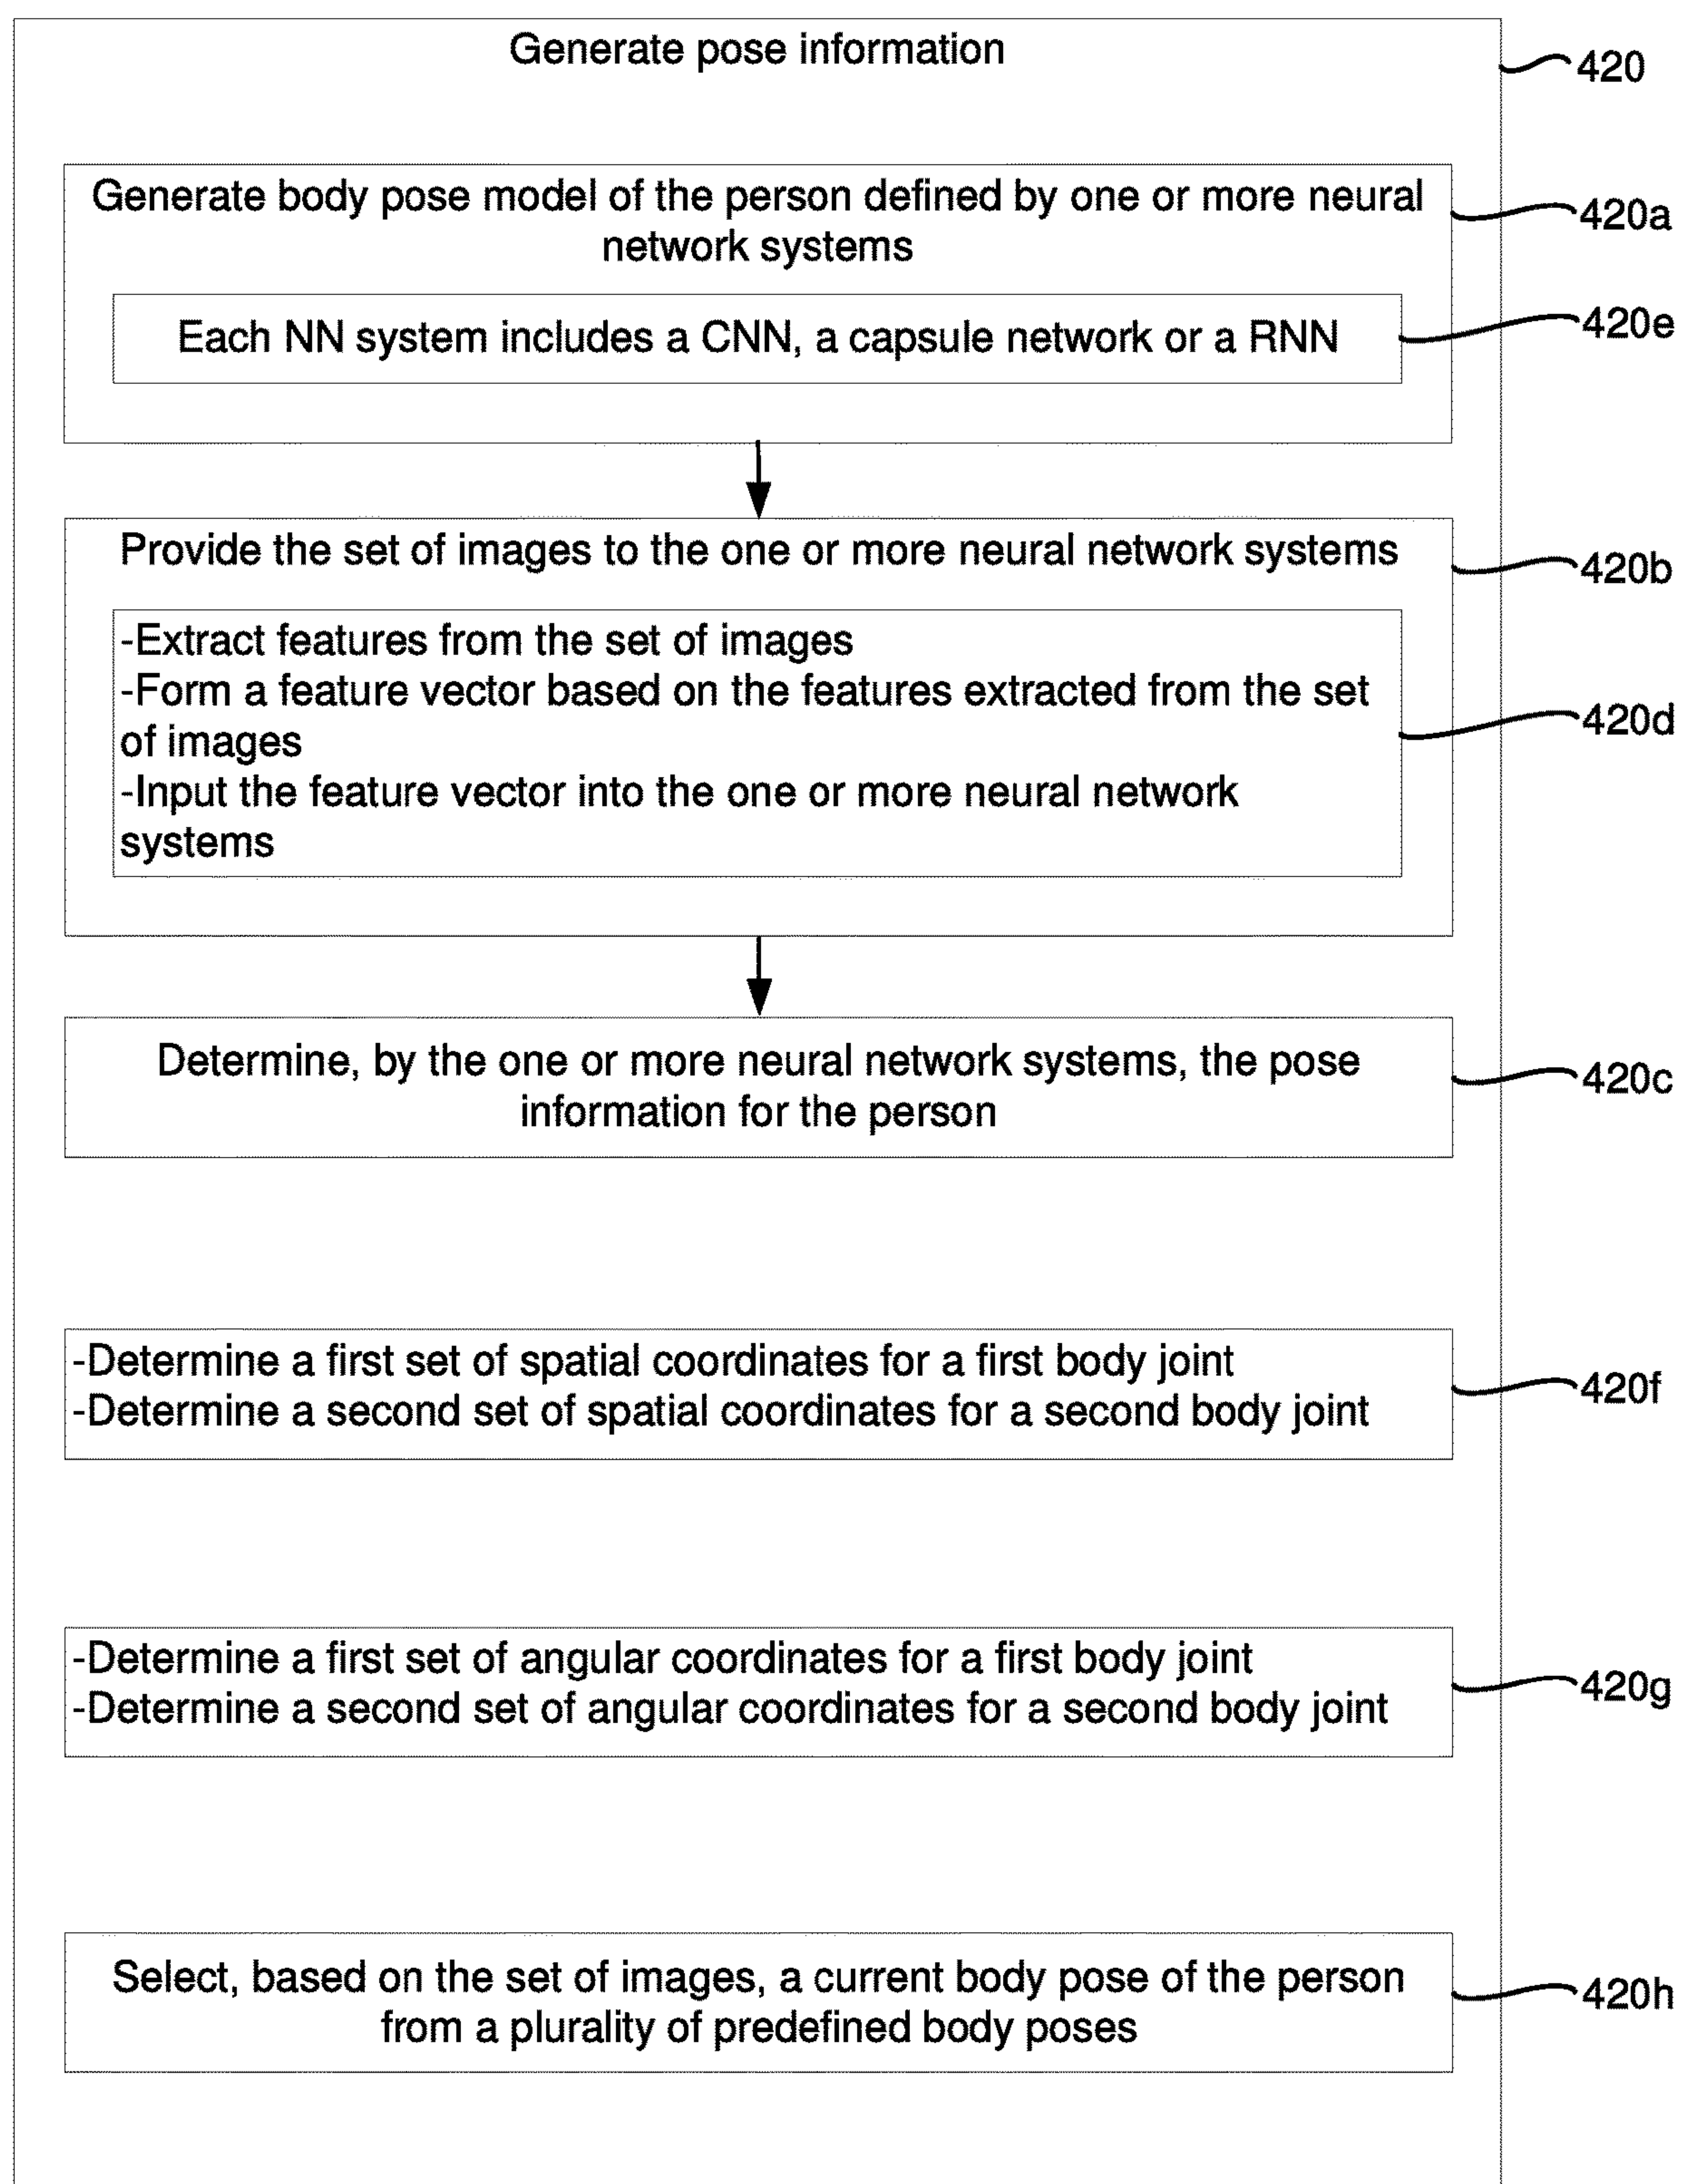 Generate pose information
420
Generate body pose model of the person defined by one or more neural
network systems
420a
Each NN system includes a CNN, a capsule network or a RNN
420e
Provide the set of images to the one or more neural network systems
420b
-Extract features from the set of images
-Form a feature vector based on the features extracted from the set
of images
-Input the feature vector into the one or more neural network
systems
420d
Determine, by the one or more neural network systems, the pose
information for the person
420c
-Determine a first set of spatial coordinates for a first body joint
-Determine a second set of spatial coordinates for a second body joint
420f
-Determine a first set of angular coordinates for a first body joint
-Determine a second set of angular coordinates for a second body joint
420g
Select, based on the set of images, a current body pose of the person
from a plurality of predefined body poses
420h